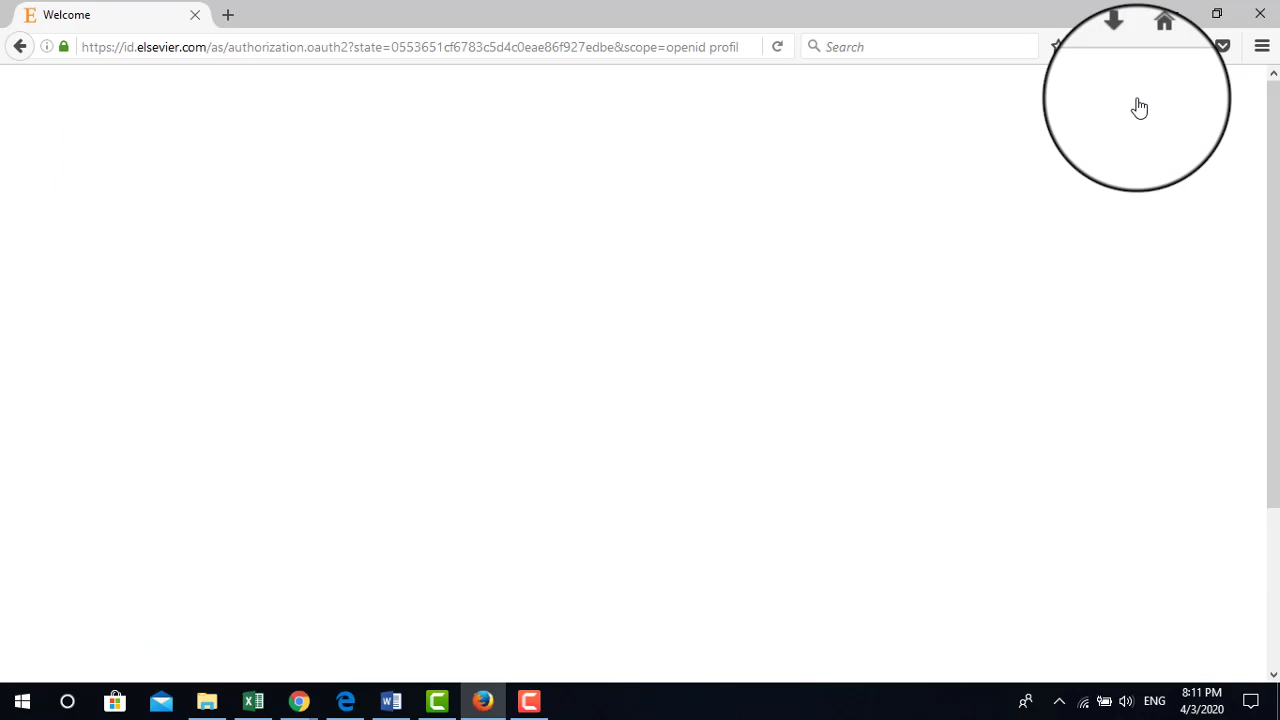 Welcome
https://id.elsevier.com/as/authorization.oauth2?state=0553651cf6783c5d4c0eae86f927edbe&scope=openid profil
Search
ENG
8:11 PM
4/3/2020